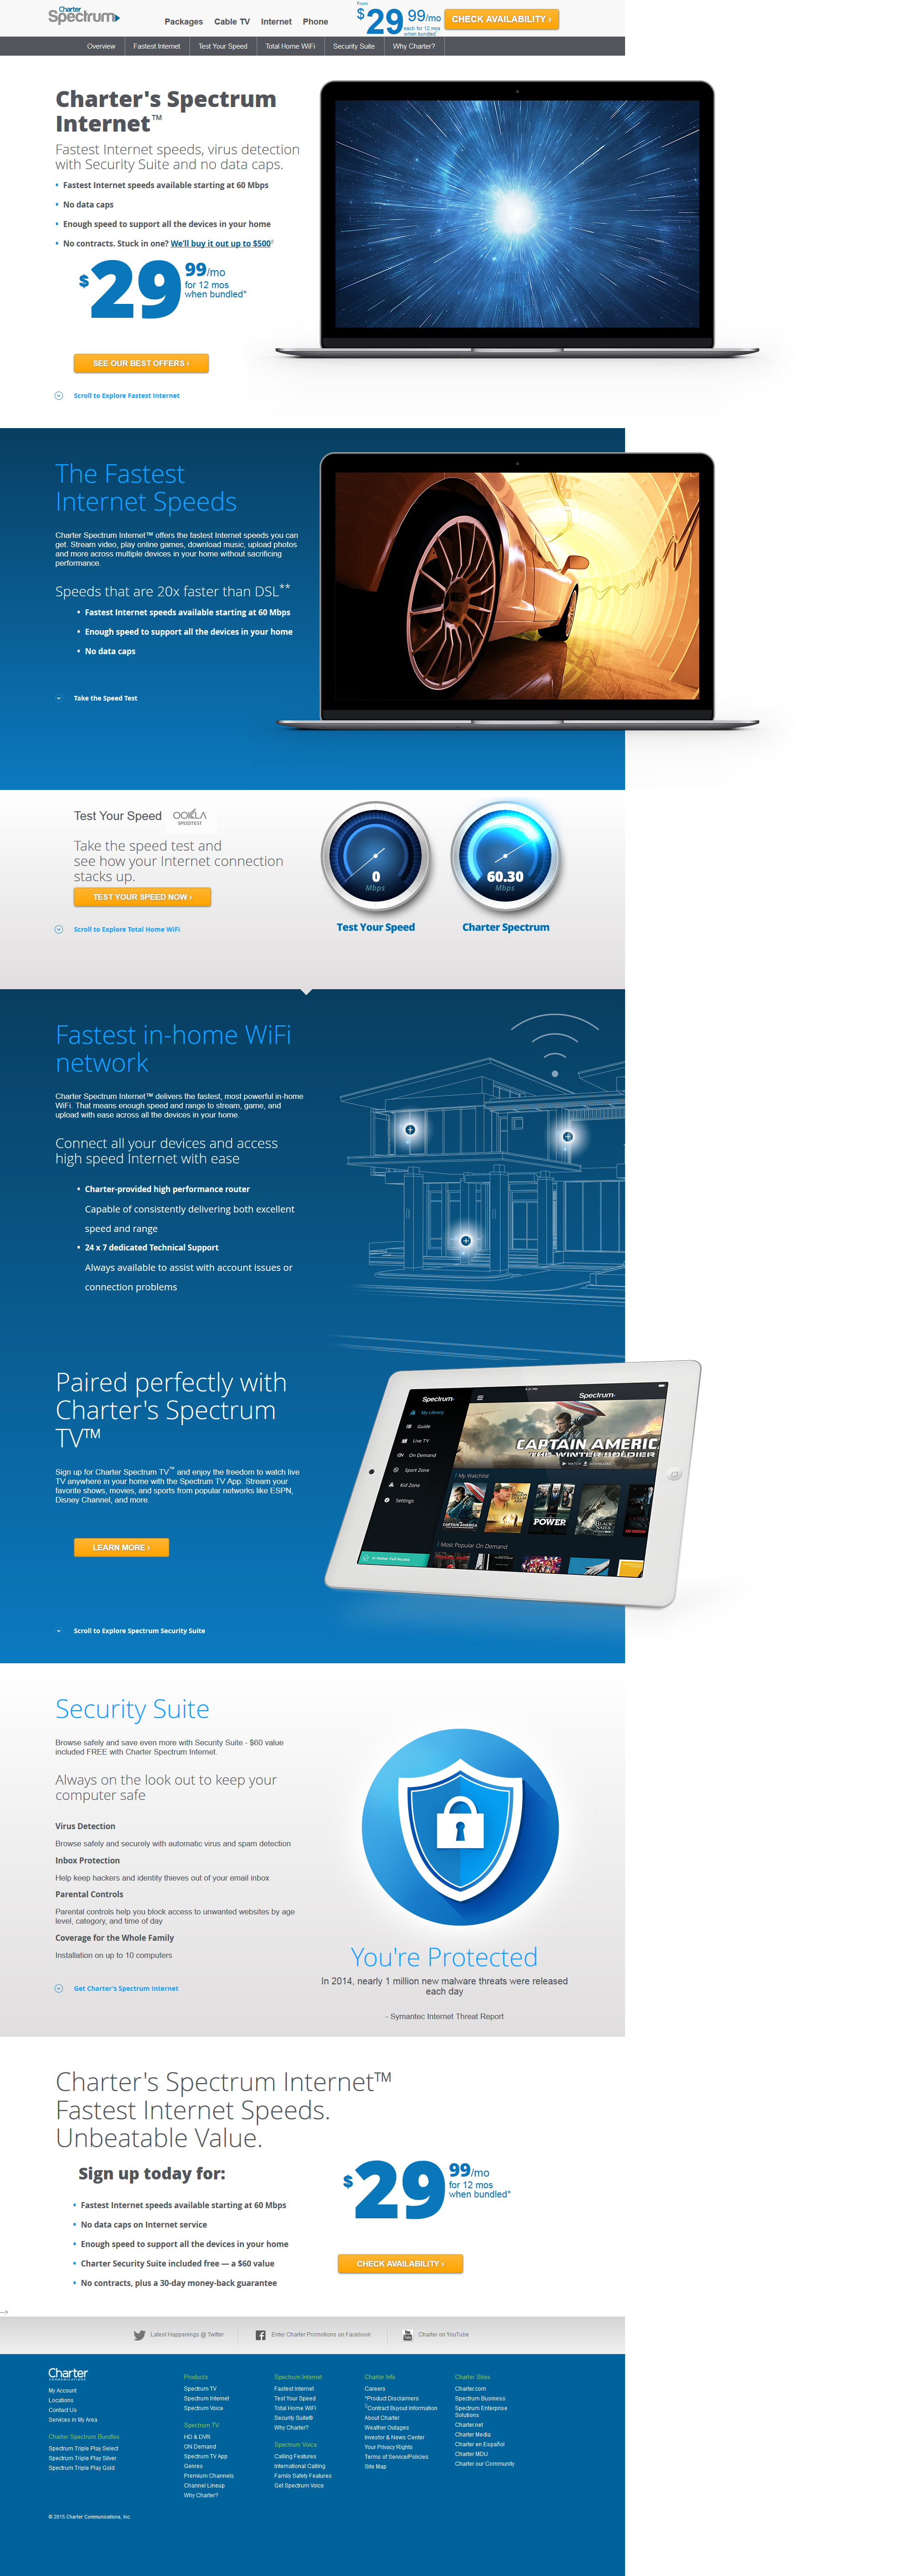 Charter
Spectrum
Packages Cable TV Internet Phone
From
$29 99/mo
each for 12 mos
when bundled
CHECK AVAILABILITY ›
Overview
Fastest Internet
Test Your Speed
Total Home WiFi
Security Suite
Why Charter?
Charter's Spectrum
Internet™
Fastest Internet speeds, virus detection
with Security Suite and no data caps.
• Fastest Internet speeds available starting at 60 Mbps
• No data caps
• Enough speed to support all the devices in your home
• No contracts. Stuck in one? We'll buy it out up to $500◊
$29 99/mo
for 12 mos
when bundled*
SEE OUR BEST OFFERS ›
Scroll to Explore Fastest Internet
The Fastest
Internet Speeds
Charter Spectrum Internet™ offers the fastest Internet speeds you can
get. Stream video, play online games, download music, upload photos
and more across multiple devices in your home without sacrificing
performance.
Speeds that are 20x faster than DSL**
• Fastest Internet speeds available starting at 60 Mbps
• Enough speed to support all the devices in your home
• No data caps
Take the Speed Test
Test Your Speed
OOKLA
SPEEDTEST
Take the speed test and
see how your Internet connection
stacks up.
TEST YOUR SPEED NOW ›
Scroll to Explore Total Home WiFi
0
Mbps
Test Your Speed
60.30
Mbps
Charter Spectrum
Fastest in-home WiFi
network
Charter Spectrum Internet™ delivers the fastest, most powerful in-home
WiFi. That means enough speed and range to stream, game, and
upload with ease across all the devices in your home.
Connect all your devices and access
high speed Internet with ease
• Charter-provided high performance router
Capable of consistently delivering both excellent
speed and range
• 24 x 7 dedicated Technical Support
Always available to assist with account issues or
connection problems
Paired perfectly with
Charter's Spectrum
TV™
Sign up for Charter Spectrum TV™ and enjoy the freedom to watch live
TV anywhere in your home with the Spectrum TV App. Stream your
favorite shows, movies, and sports from popular networks like ESPN,
Disney Channel, and more.
LEARN MORE ›
Scroll to Explore Spectrum Security Suite
4:21 PM
Spectrum
Spectrum
My Library
Guide
Live TV
On Demand
Sport Zone
Kid Zone
Settings
In Home: Full Access
CAPTAIN AMERIC
THE WINTER SOLDIER
WATCH DOWNLOAD
My Watchlist
CAPTAIN AMERICA
POWER
BLACK SAILS
Most Popular On Demand
Security Suite
Browse safely and save even more with Security Suite - $60 value
included FREE with Charter Spectrum Internet.
Always on the look out to keep your
computer safe
Virus Detection
Browse safely and securely with automatic virus and spam detection
Inbox Protection
Help keep hackers and identity thieves out of your email inbox
Parental Controls
Parental controls help you block access to unwanted websites by age
level, category, and time of day
Coverage for the Whole Family
Installation on up to 10 computers
Get Charter's Spectrum Internet
You're Protected
In 2014, nearly 1 million new malware threats were released
each day
- Symantec Internet Threat Report
Charter's Spectrum Internet™
Fastest Internet Speeds.
Unbeatable Value.
Sign up today for:
• Fastest Internet speeds available starting at 60 Mbps
• No data caps on Internet service
• Enough speed to support all the devices in your home
• Charter Security Suite included free — a $60 value
• No contracts, plus a 30-day money-back guarantee
$29 99/mo
for 12 mos
when bundled*
CHECK AVAILABILITY ›
-->
Latest Happenings @ Twitter
Enter Charter Promotions on Facebook
You
Tube
Charter on YouTube
Charter
COMMUNICATIONS
My Account
Locations
Contact Us
Services in My Area
Charter Spectrum Bundles
Spectrum Triple Play Select
Spectrum Triple Play Silver
Spectrum Triple Play Gold
Products
Spectrum TV
Spectrum Internet
Spectrum Voice
Spectrum TV
HD & DVR
ON Demand
Spectrum TV App
Genres
Premium Channels
Channel Lineup
Why Charter?
Spectrum Internet
Fastest Internet
Test Your Speed
Total Home WiFi
Security Suite®
Why Charter?
Spectrum Voice
Calling Features
International Calling
Family Safety Features
Get Spectrum Voice
Charter Info
Careers
*Product Disclaimers
◊Contract Buyout Information
About Charter
Weather Outages
Investor & News Center
Your Privacy Rights
Terms of Service/Policies
Site Map
Charter Sites
Charter.com
Spectrum Business
Spectrum Enterprise
Solutions
Charter.net
Charter Media
Charter en Español
Charter MDU
Charter our Community
© 2015 Charter Communications, Inc.